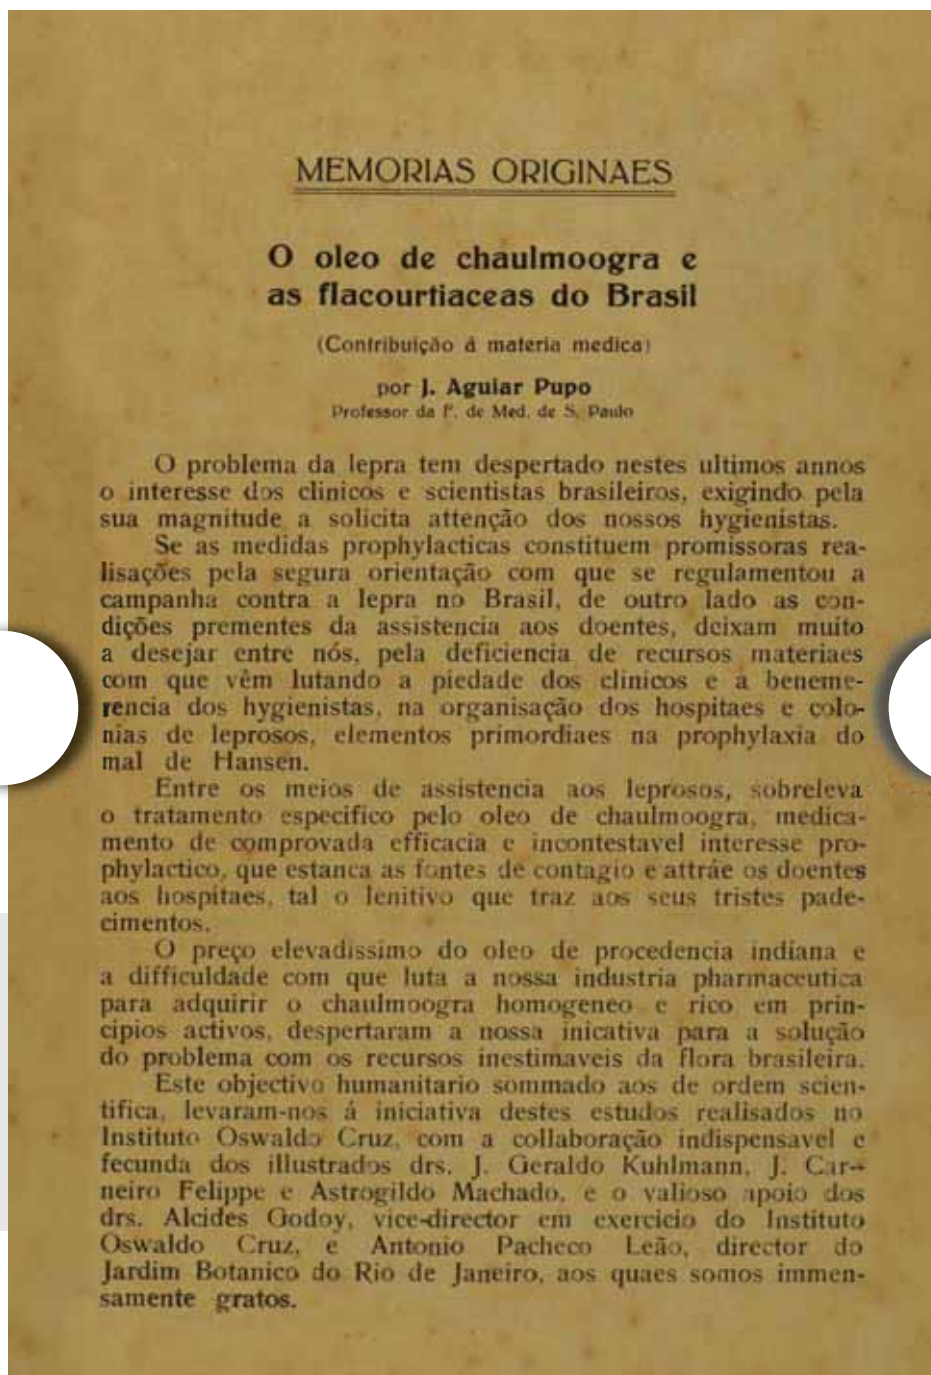 MEMORIAS ORIGINAES
O oleo de chaulmoogra e
as flacourtiaceas do Brasil
(Contribuição á materia medica)
por J. Aguiar Pupo
Professor da F. de Med. de S. Paulo
O problema da lepra tem despertado nestes ultimos annos
o interesse dos clinicos e scientistas brasileiros, exigindo pela
sua magnitude a solicita attenção dos nossos hygienistas.
Se as medidas prophylacticas constituem promissoras rea-
lisações pela segura orientação com que se regulamentou a
campanha contra a lepra no Brasil, de outro lado as con-
dições prementes da assistencia aos doentes, deixam muito
a desejar entre nós, pela deficiencia de recursos materiaes
com que vêm lutando a piedade dos clinicos e a beneme-
rencia dos hygienistas, na organisação dos hospitaes e colo-
nias de leprosos, elementos primordiaes na prophylaxia do
mal de Hansen.
Entre os meios de assistencia aos leprosos, sobreleva
o tratamento especifico pelo oleo de chaulmoogra, medica-
mento de comprovada efficacia e incontestavel interesse pro-
phylactico, que estanca as fontes de contagio e attráe os doentes
aos hospitaes, tal o lenitivo que traz aos seus tristes pade-
cimentos.
O preço elevadissimo do oleo de procedencia indiana e
a difficuldade com que luta a nossa industria pharmaceutica
para adquirir o chaulmoogra homogeneo e rico em prin-
cipios activos, despertaram a nossa inicativa para a solução
do problema com os recursos inestimaveis da flora brasileira.
Este objectivo humanitario sommado aos de ordem scien-
tifica, levaram-nos á iniciativa destes estudos realisados no
Instituto Oswaldo Cruz, com a collaboração indispensavel e
fecunda dos illustrados drs. J. Geraldo Kuhlmann, J. Car-
neiro Felippe e Astrogildo Machado, e o valioso apoio dos
drs. Alcides Godoy, vice-director em exercicio do Instituto
Oswaldo Cruz, e Antonio Pacheco Leão, director do
Jardim Botanico do Rio de Janeiro, aos quaes somos immen-
samente gratos.